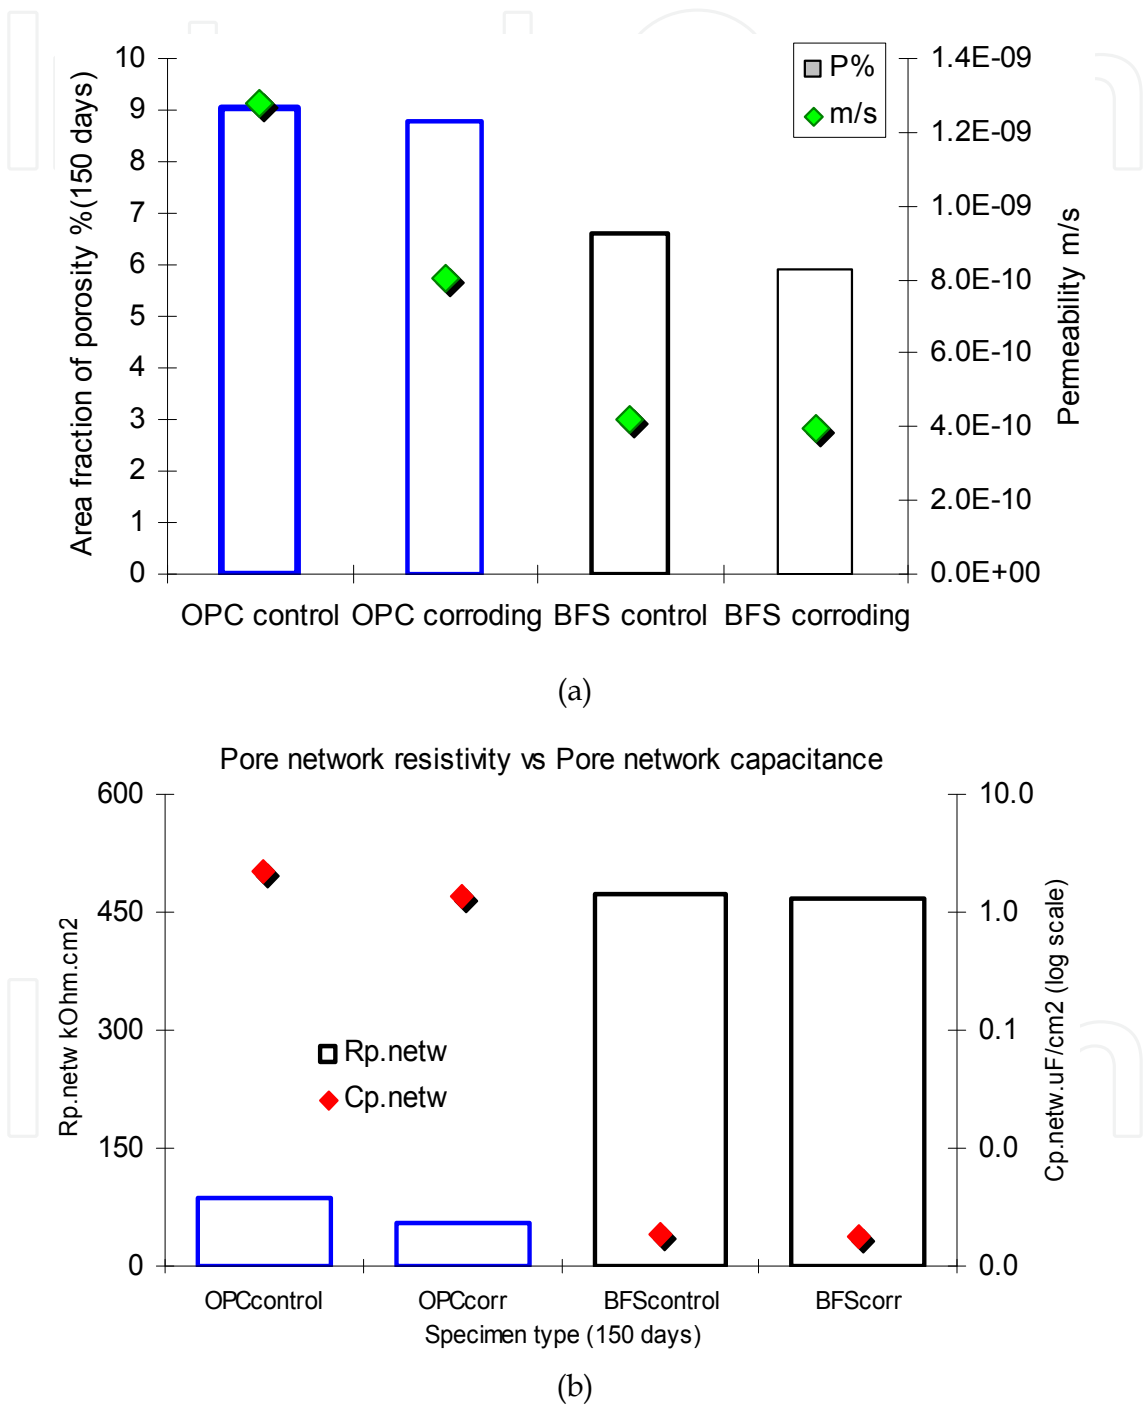 P%
m/s
10
9
8
7
6
5
4
3
2
1
0
Area fraction of porosity %(150 days)
1.4E-09
1.2E-09
1.0E-09
8.0E-10
6.0E-10
4.0E-10
2.0E-10
0.0E+00
Permeability m/s
OPC control OPC corroding BFS control BFS corroding
(a)
Pore network resistivity vs Pore network capacitance
600
450
300
150
0
Rp.netw kOhm.cm2
Rp.netw
Cp.netw
10.0
1.0
0.1
0.0
0.0
Cp.netw.uF/cm2 (log scale)
OPCcontrol OPCcorr BFScontrol BFScorr
Specimen type (150 days)
(b)